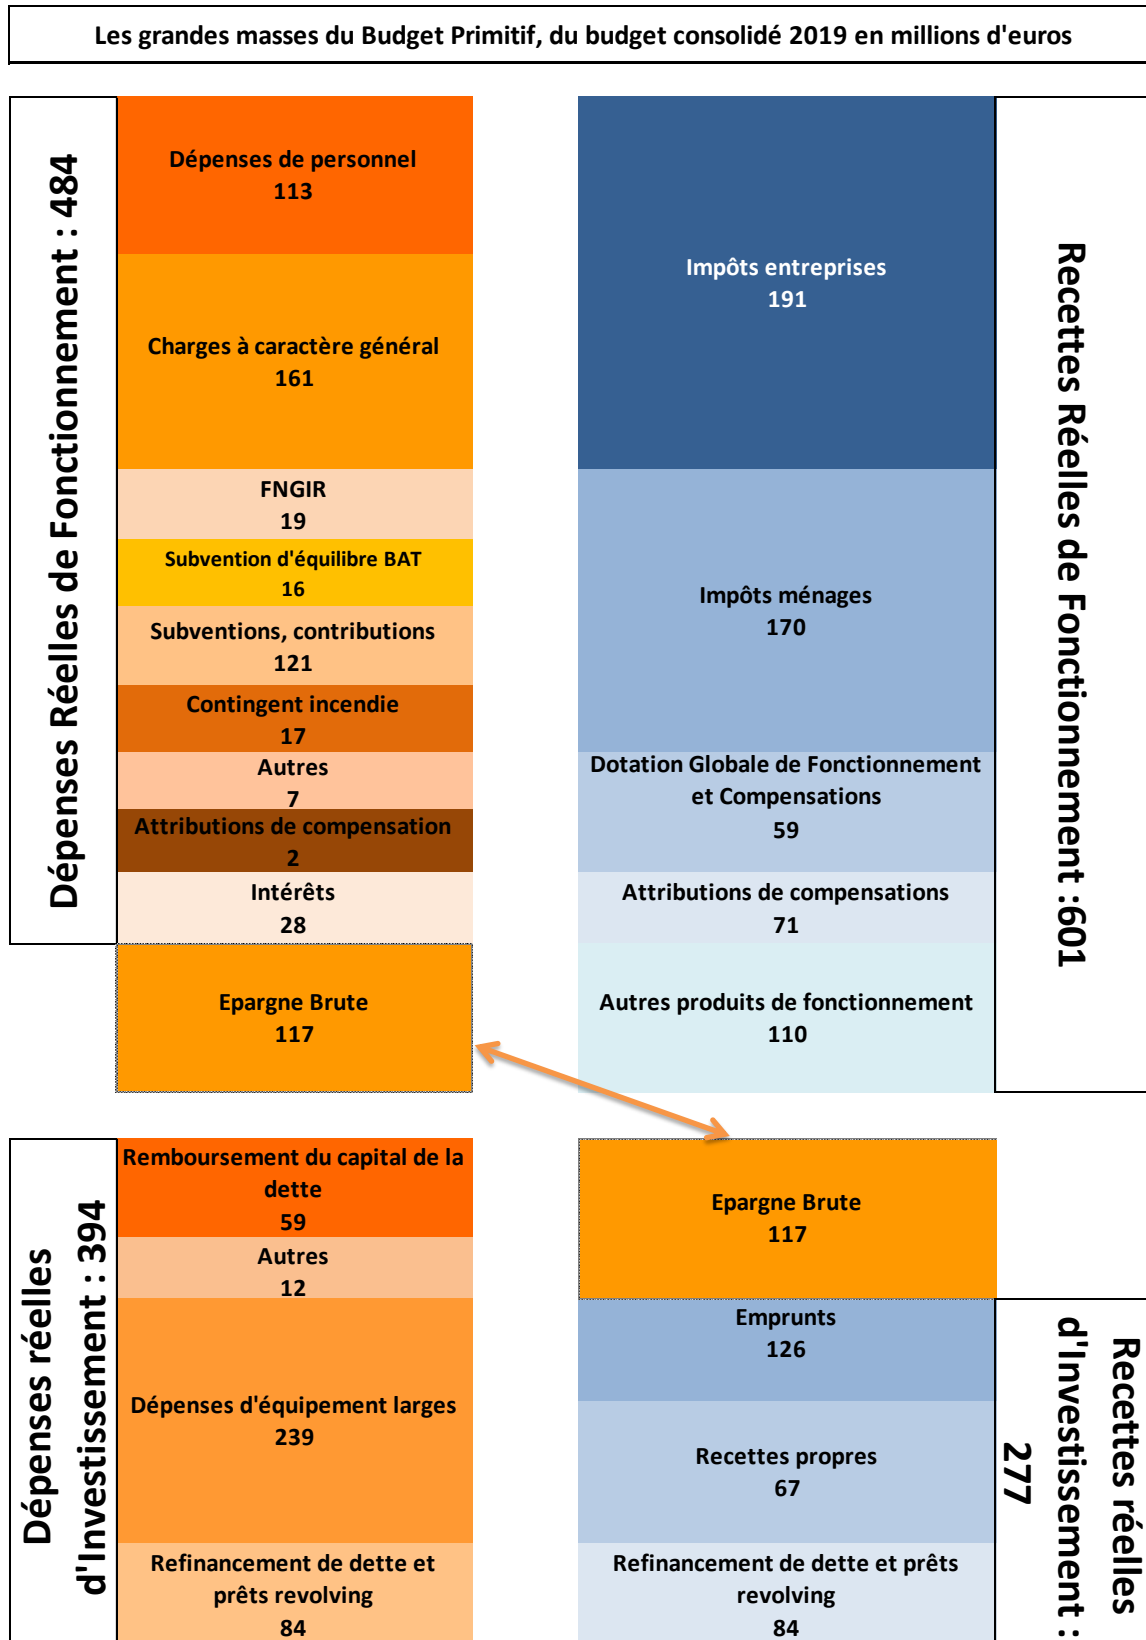 Les grandes masses du Budget Primitif, du budget consolidé 2019 en millions d'euros
Dépenses Réelles de Fonctionnement : 484
Dépenses de personnel
113
Charges à caractère général
161
FNGIR
19
Subvention d'équilibre BAT
16
Subventions, contributions
121
Contingent incendie
17
Autres
7
Attributions de compensation
2
Intérêts
28
Epargne Brute
117
Impôts entreprises
191
Impôts ménages
170
Dotation Globale de Fonctionnement
et Compensations
59
Attributions de compensations
71
Autres produits de fonctionnement
110
Recettes Réelles de Fonctionnement :601
Dépenses réelles
d'Investissement : 394
Remboursement du capital de la
dette
59
Autres
12
Dépenses d'équipement larges
239
Refinancement de dette et
prêts revolving
84
Epargne Brute
117
Emprunts
126
Recettes propres
67
Refinancement de dette et prêts
revolving
84
Recettes réelles
d'Investissement :
277